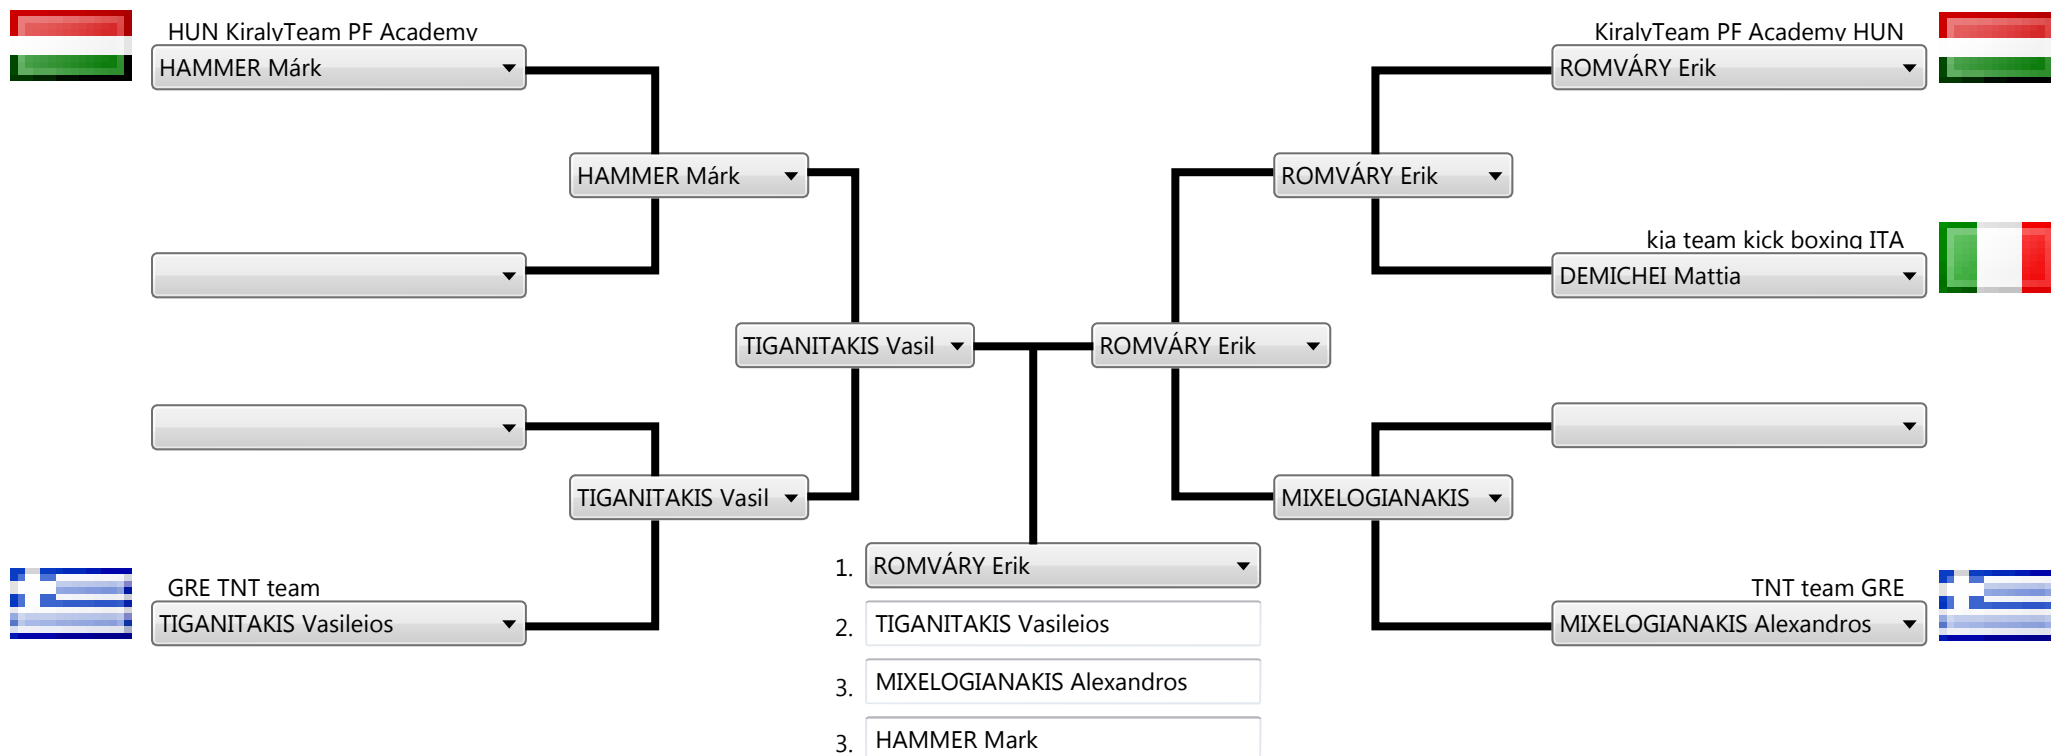 HUN KiralyTeam PF Academy
KiralyTeam PF Academy HUN
HAMMER Márk
ROMVÁRY Erik
HAMMER Márk
ROMVÁRY Erik
kja team kick boxing ITA
DEMICHEI Mattia
TIGANITAKIS Vasil
ROMVÁRY Erik
TIGANITAKIS Vasil
MIXELOGIANAKIS
GRE TNT team
TNT team GRE
TIGANITAKIS Vasileios
MIXELOGIANAKIS Alexandros
1. ROMVÁRY Erik
2. TIGANITAKIS Vasileios
3. MIXELOGIANAKIS Alexandros
3. HAMMER Mark